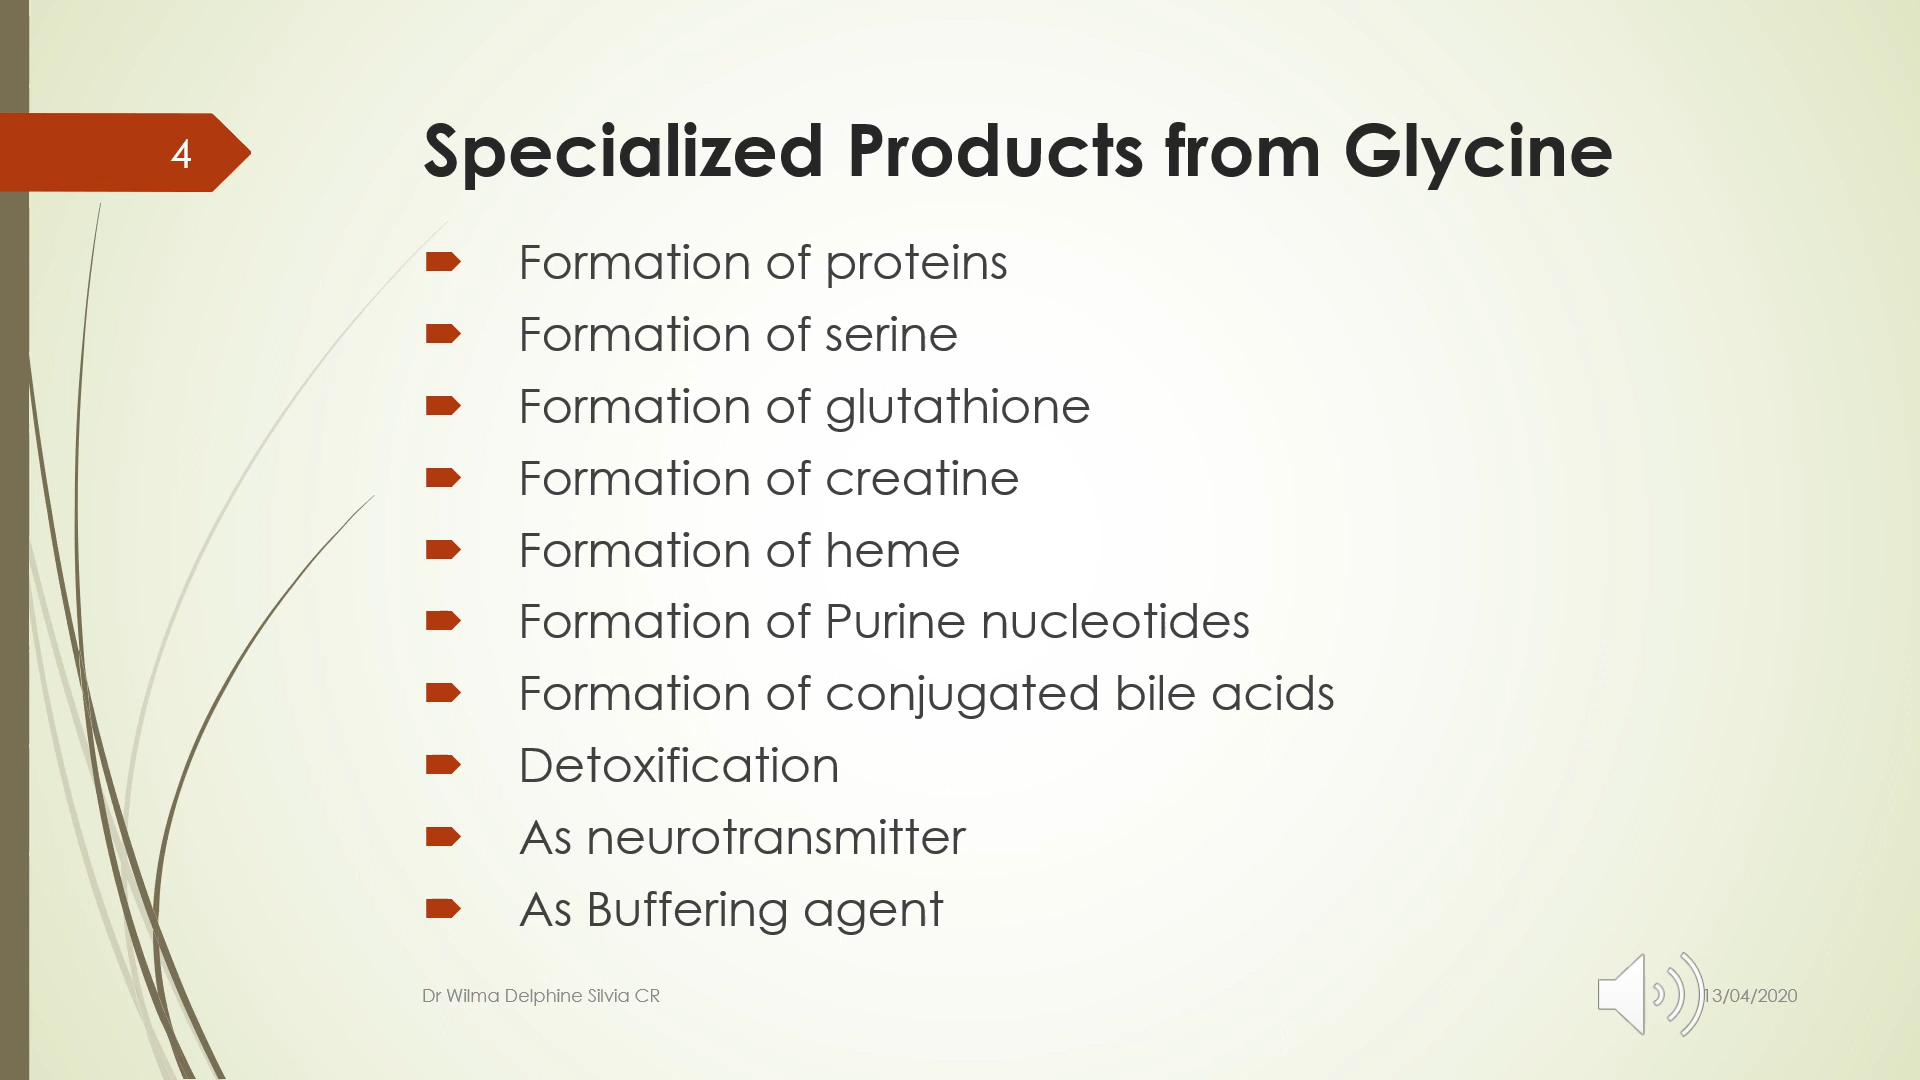 4
Specialized Products from Glycine
Formation of proteins
Formation of serine
Formation of glutathione
Formation of creatine
Formation of heme
Formation of Purine nucleotides
Formation of conjugated bile acids
Detoxification
As neurotransmitter
As Buffering agent
Dr Wilma Delphine Silvia CR
13/04/2020